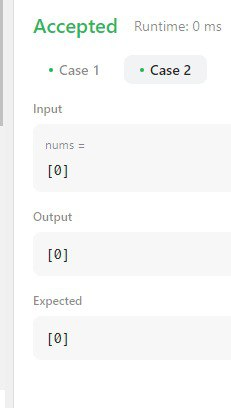 Accepted Runtime: 0 ms
• Case 1 • Case 2
Input
nums =
[0]
Output
[0]
Expected
[0]